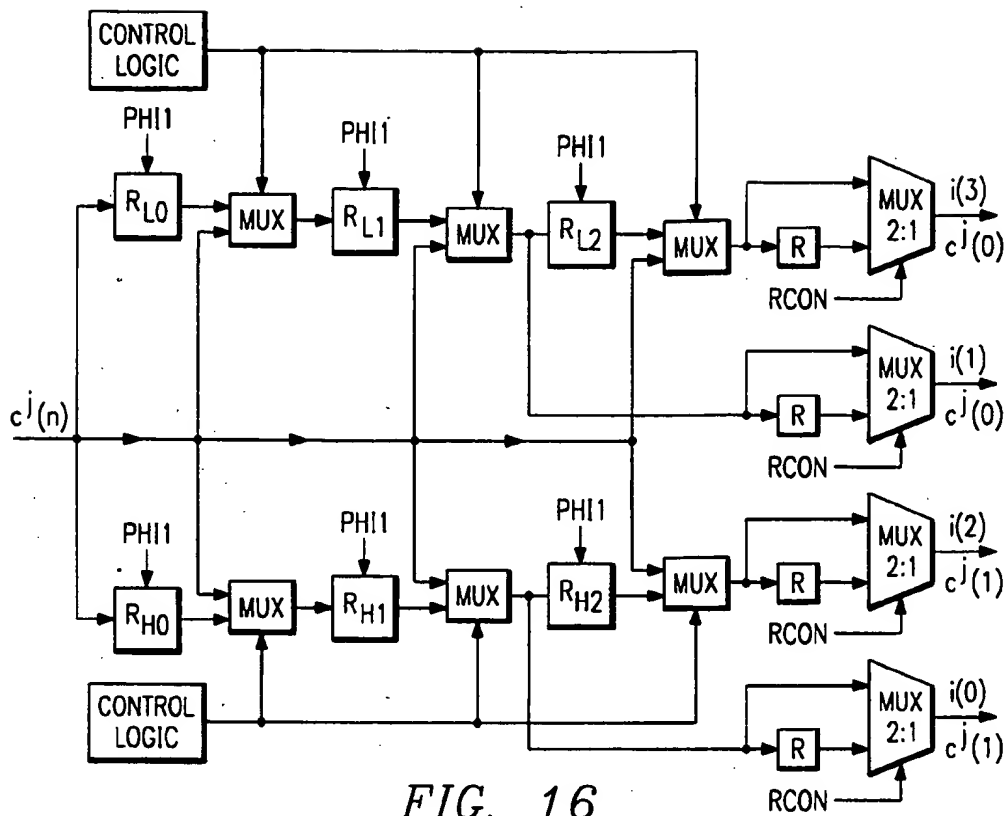 CONTROL
LOGIC
PHI1
PHI1
PHI1
R_L0
MUX
R_L1
MUX
R_L2
MUX
R
MUX
2:1
i(3)
c^j(0)
RCON
MUX
2:1
i(1)
c^j(0)
R
RCON
c^j(n)
PHI1
PHI1
PHI1
R_H0
MUX
R_H1
MUX
R_H2
MUX
R
MUX
2:1
i(2)
c^j(1)
RCON
CONTROL
LOGIC
R
MUX
2:1
i(0)
c^j(1)
RCON
FIG. 16